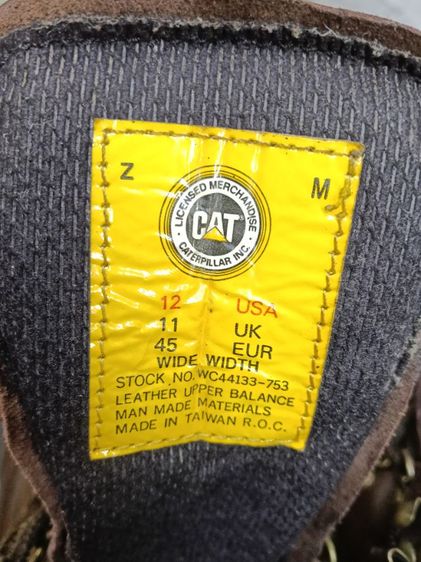 Z M
LICENSED MERCHANDISE
CAT
CATERPILLAR INC.
12 USA
11 UK
45 EUR
WIDE WIDTH
STOCK NO. WC44133-753
LEATHER UPPER BALANCE
MAN MADE MATERIALS
MADE IN TAIWAN R.O.C.